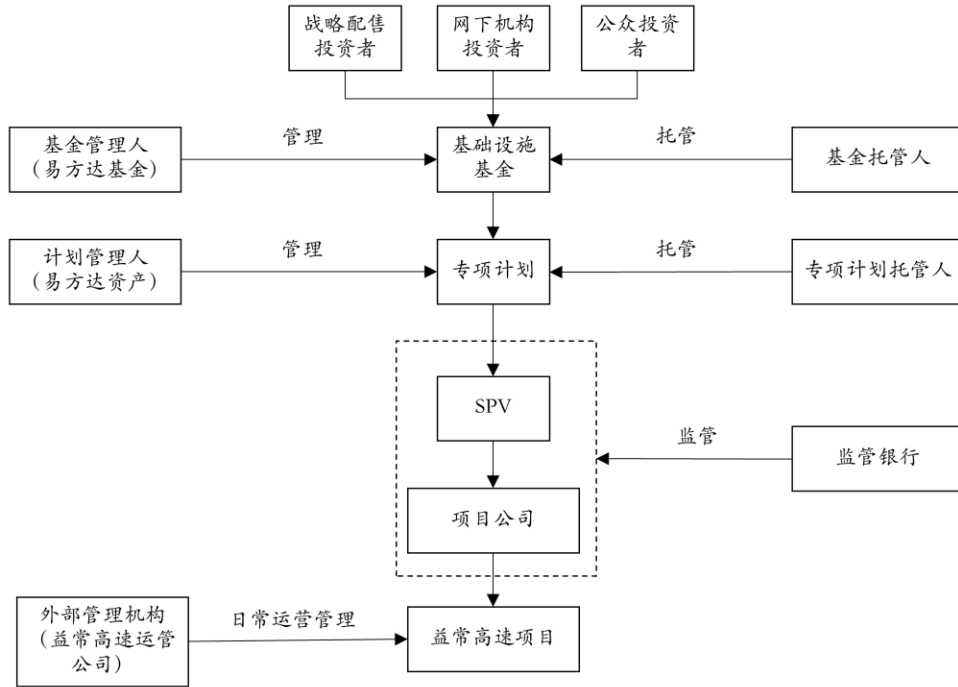 战略配售
投资者
网下机构
投资者
公众投资
者
基金管理人
（易方达基金）
管理
基础设施
基金
托管
基金托管人
计划管理人
（易方达资产）
管理
专项计划
托管
专项计划托管人
SPV
监管
监管银行
项目公司
外部管理机构
（益常高速运管
公司）
日常运营管理
益常高速项目